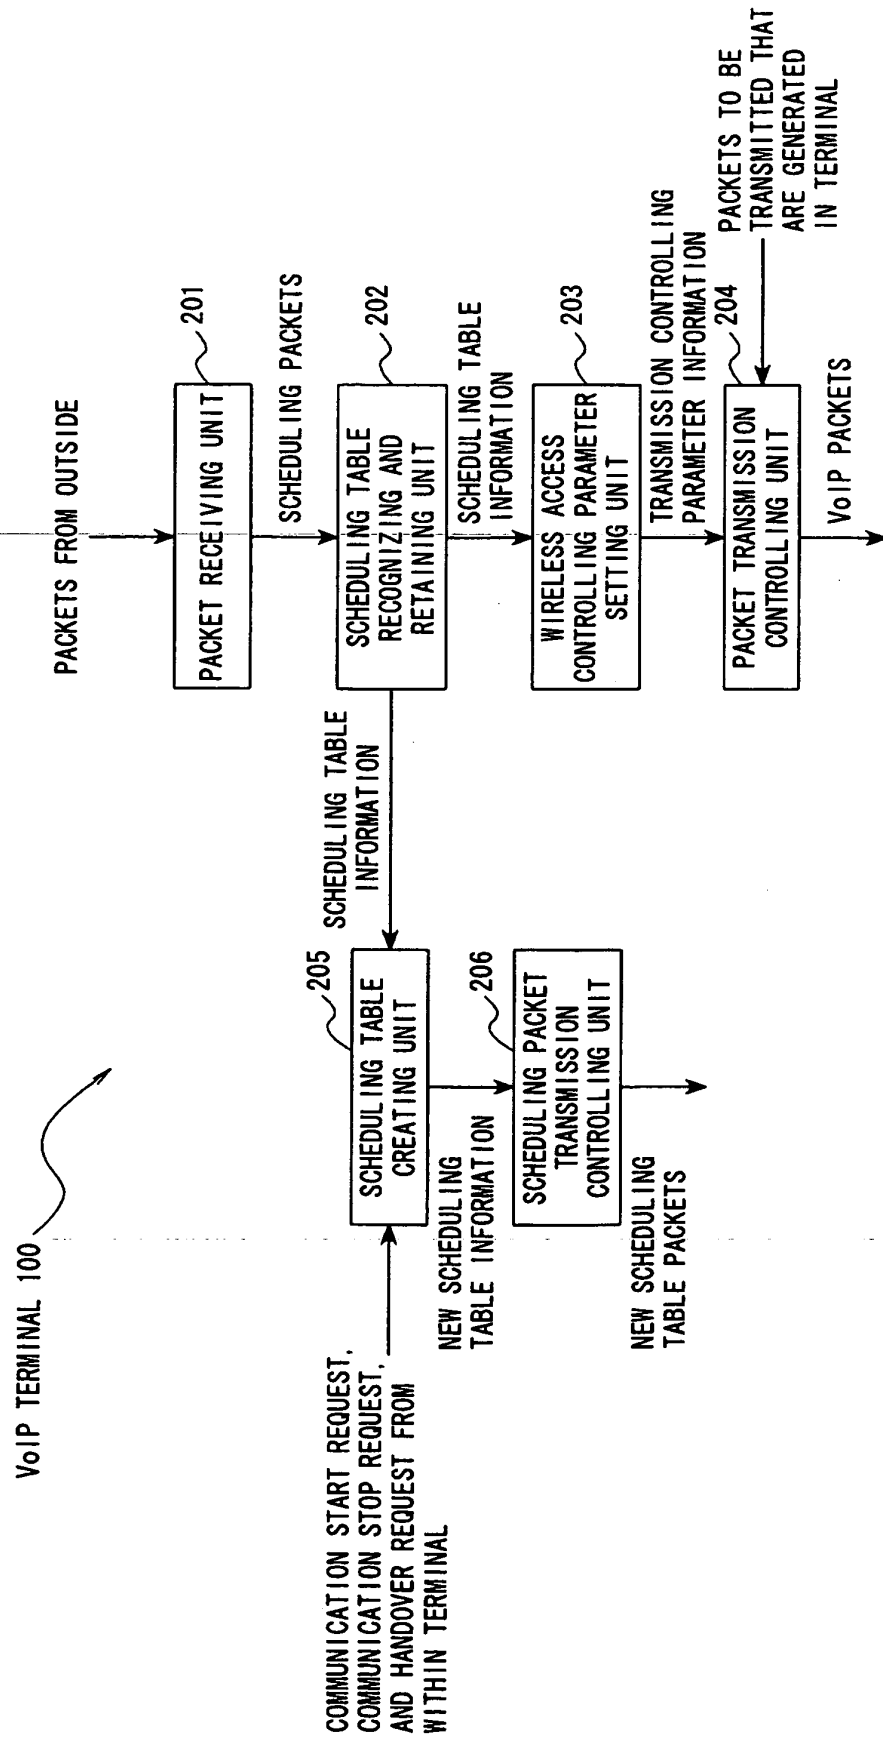 VoIP TERMINAL 100
PACKETS FROM OUTSIDE
PACKET RECEIVING UNIT
201
SCHEDULING PACKETS
SCHEDULING TABLE
RECOGNIZING AND
RETAINING UNIT
202
SCHEDULING TABLE
INFORMATION
SCHEDULING TABLE
INFORMATION
WIRELESS ACCESS
CONTROLLING PARAMETER
SETTING UNIT
203
TRANSMISSION CONTROLLING
PARAMETER INFORMATION
PACKET TRANSMISSION
CONTROLLING UNIT
204
PACKETS TO BE
TRANSMITTED THAT
ARE GENERATED
IN TERMINAL
VoIP PACKETS
COMMUNICATION START REQUEST,
COMMUNICATION STOP REQUEST,
AND HANDOVER REQUEST FROM
WITHIN TERMINAL
SCHEDULING TABLE
CREATING UNIT
205
NEW SCHEDULING
TABLE INFORMATION
SCHEDULING PACKET
TRANSMISSION
CONTROLLING UNIT
206
NEW SCHEDULING
TABLE PACKETS